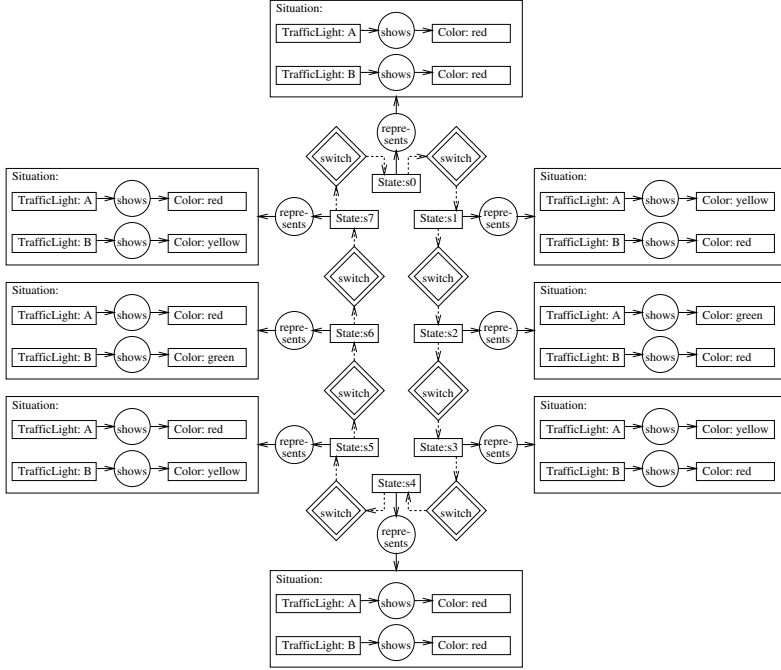 Situation:
TrafficLight: A shows Color: red
TrafficLight: B shows Color: red
repre-
sents
switch
switch
State:s0
Situation:
TrafficLight: A shows Color: red
TrafficLight: B shows Color: yellow
repre-
sents
State:s7
State:s1
repre-
sents
Situation:
TrafficLight: A shows Color: yellow
TrafficLight: B shows Color: red
switch
switch
Situation:
TrafficLight: A shows Color: red
TrafficLight: B shows Color: green
repre-
sents
State:s6
State:s2
repre-
sents
Situation:
TrafficLight: A shows Color: green
TrafficLight: B shows Color: red
switch
switch
Situation:
TrafficLight: A shows Color: red
TrafficLight: B shows Color: yellow
repre-
sents
State:s5
State:s3
repre-
sents
Situation:
TrafficLight: A shows Color: yellow
TrafficLight: B shows Color: red
State:s4
switch
switch
repre-
sents
Situation:
TrafficLight: A shows Color: red
TrafficLight: B shows Color: red